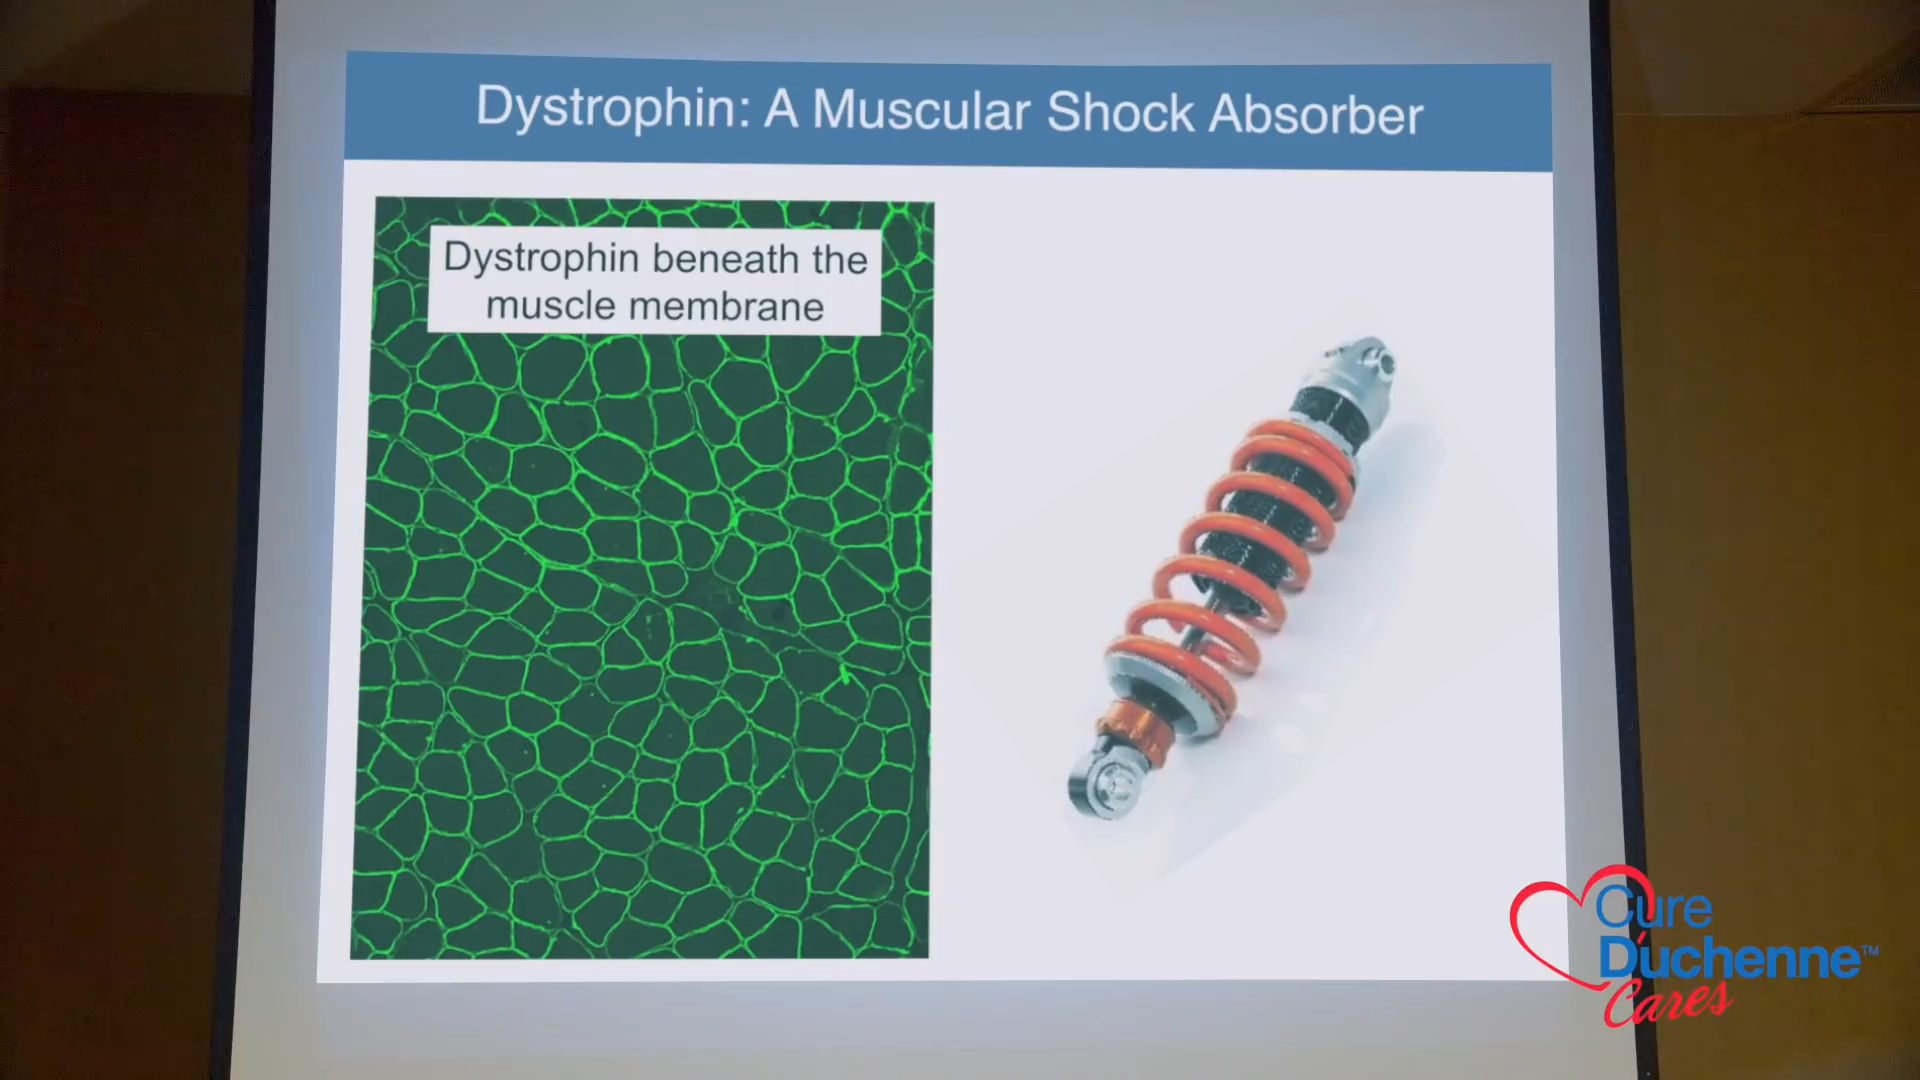 Dystrophin: A Muscular Shock Absorber
Dystrophin beneath the
muscle membrane
Cure
Duchenne™
Cares